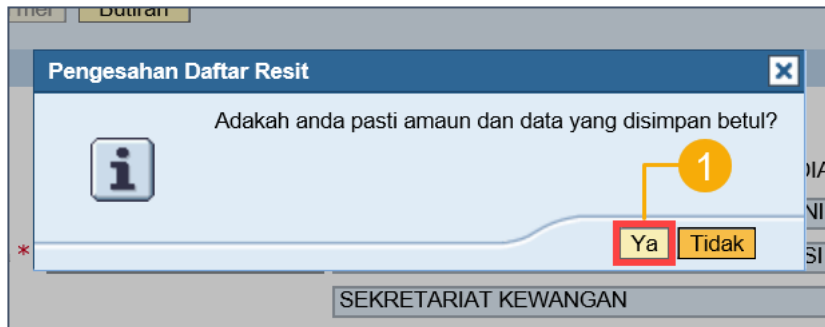 Butiran
Pengesahan Daftar Resit
Adakah anda pasti amaun dan data yang disimpan betul?
1
Ya Tidak
*
SEKRETARIAT KEWANGAN